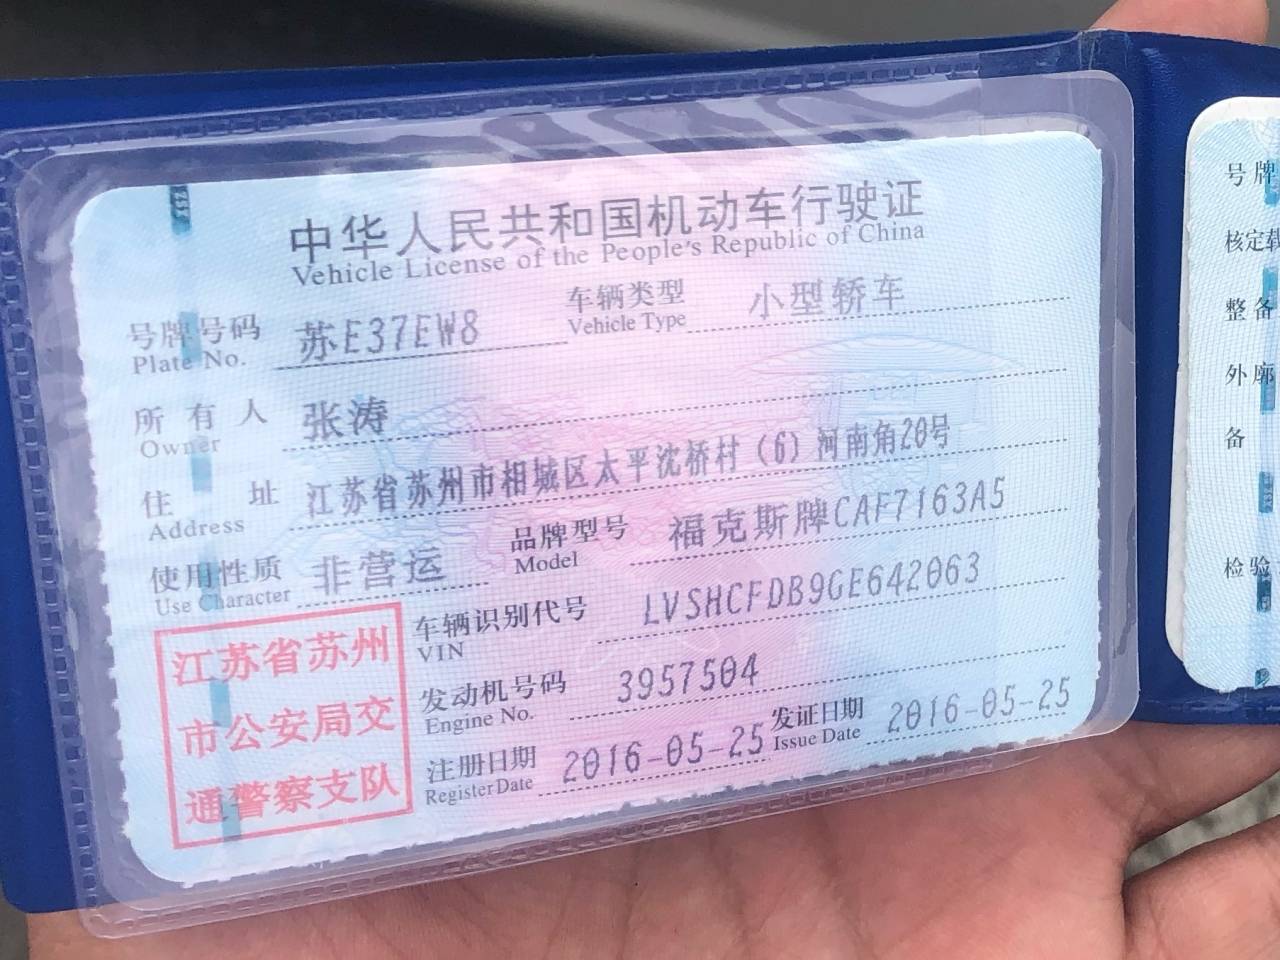 中华人民共和国机动车行驶证
Vehicle License of the People's Republic of China
号牌号码 苏E37EW8 车辆类型 小型轿车
Plate No. Vehicle Type
所有人 张涛
Owner
住址 江苏省苏州市相城区太平沈桥村(6)河南角20号
Address
使用性质 非营运 品牌型号 福克斯牌CAF7163A5
Use Character Model
车辆识别代号 LVSHCFDB9GE642063
VIN
发动机号码 3957504
Engine No.
注册日期 2016-05-25 发证日期 2016-05-25
Register Date Issue Date
江苏省苏州
市公安局交
通警察支队
号牌
核定载
整备
外廓
备
检验